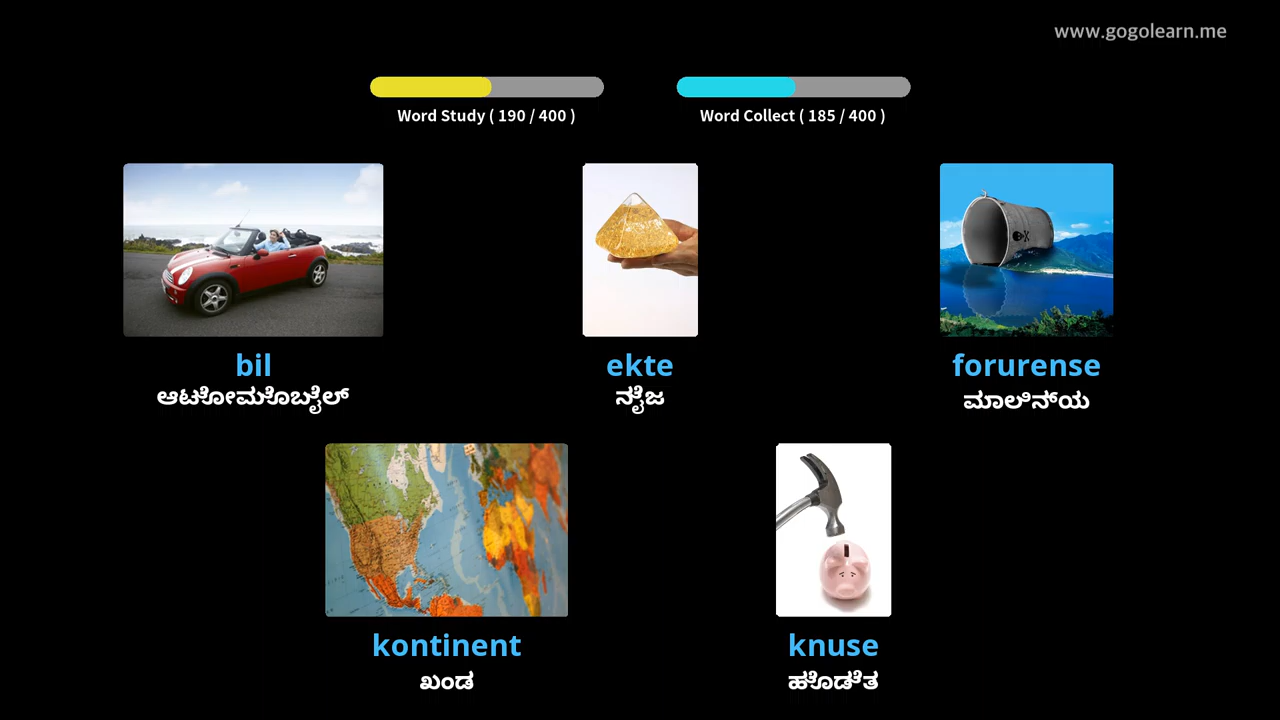 www.gogolearn.me
Word Study ( 190 / 400 )
Word Collect ( 185 / 400 )
bil
ಆಟೋಮೊಬೈಲ್
ekte
ನೈಜ
forurense
ಮಾಲಿನ್ಯ
kontinent
ಖಂಡ
knuse
ಹೊಡೆತ